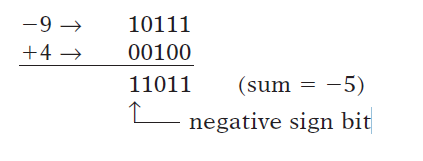 −9 → 10111
+4 → 00100
11011 (sum = −5)
negative sign bit